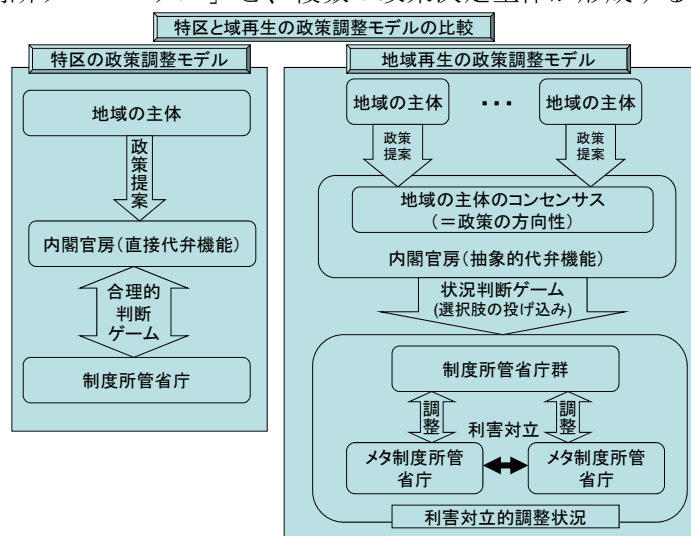 特区と域再生の政策調整モデルの比較
特区の政策調整モデル
地域の主体
政策提案
内閣官房(直接代弁機能)
合理的
判断
ゲーム
制度所管省庁
地域再生の政策調整モデル
地域の主体
・・・
地域の主体
政策
提案
政策
提案
地域の主体のコンセンサス
(=政策の方向性)
内閣官房(抽象的代弁機能)
状況判断ゲーム
(選択肢の投げ込み)
制度所管省庁群
調整
調整
利害対立
メタ制度所管
省庁
メタ制度所管
省庁
利害対立的調整状況